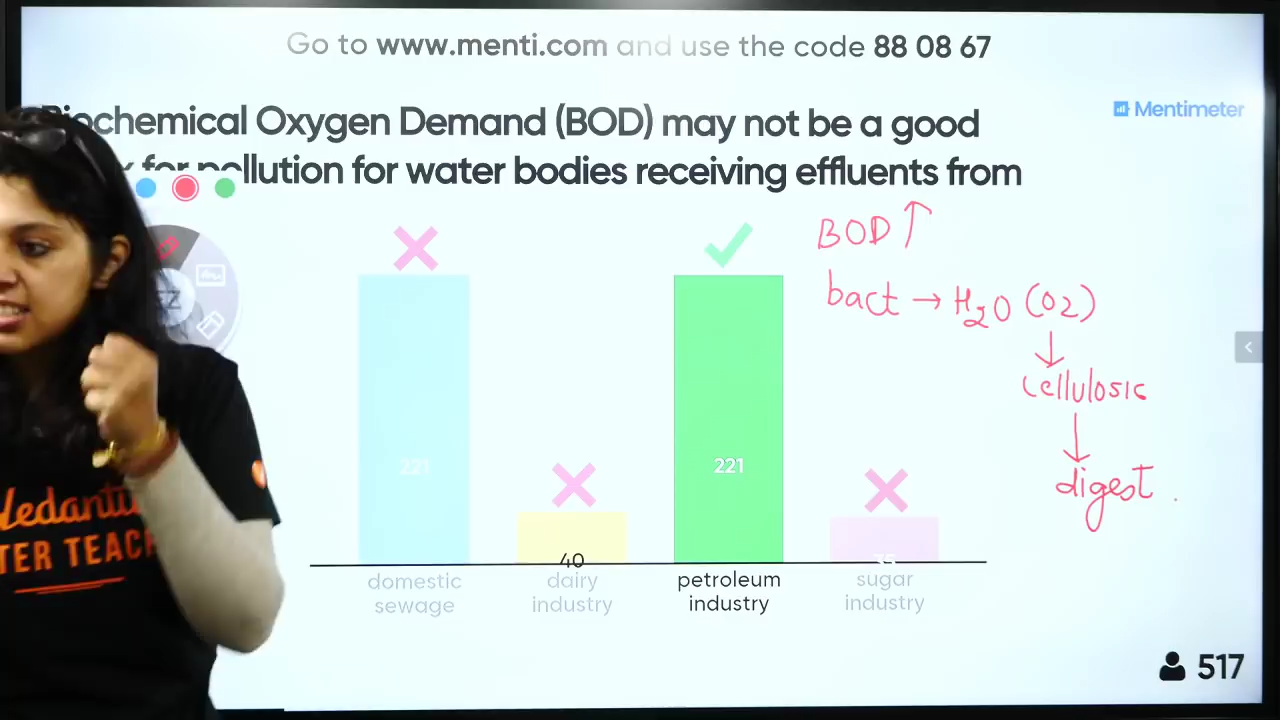 Go to www.menti.com and use the code 88 08 67
Mentimeter
Biochemical Oxygen Demand (BOD) may not be a good
for pollution for water bodies receiving effluents from
BOD ↑
bact → H2O (O2)
↓
cellulosic
↓
digest
221
40
221
35
domestic
sewage
dairy
industry
petroleum
industry
sugar
industry
517